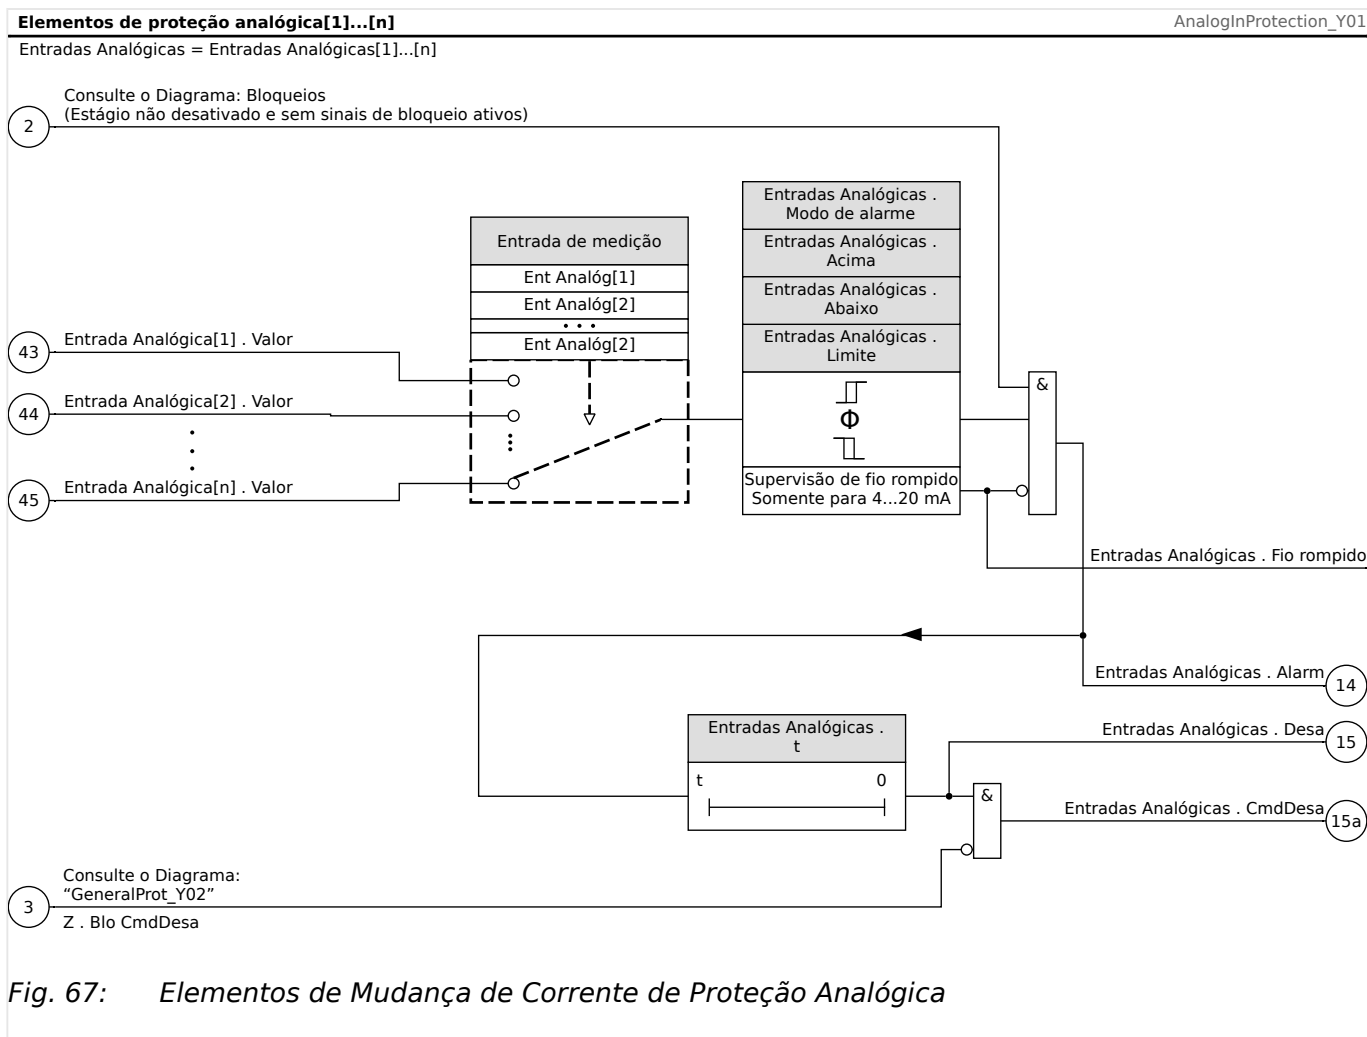 Elementos de proteção analógica[1]...[n]
AnalogInProtection_Y01
Entradas Analógicas = Entradas Analógicas[1]...[n]
Consulte o Diagrama: Bloqueios
(Estágio não desativado e sem sinais de bloqueio ativos)
2
Entradas Analógicas .
Modo de alarme
Entradas Analógicas .
Acima
Entradas Analógicas .
Abaixo
Entradas Analógicas .
Limite
Entrada de medição
Ent Analóg[1]
Ent Analóg[2]
• • •
Ent Analóg[2]
43
Entrada Analógica[1] . Valor
44
Entrada Analógica[2] . Valor
45
Entrada Analógica[n] . Valor
&
Φ
Supervisão de fio rompido
Somente para 4...20 mA
Entradas Analógicas . Fio rompido
Entradas Analógicas . Alarm
14
Entradas Analógicas .
t
t 0
Entradas Analógicas . Desa
15
&
Entradas Analógicas . CmdDesa
15a
Consulte o Diagrama:
“GeneralProt_Y02”
3
Z . Blo CmdDesa
Fig. 67: Elementos de Mudança de Corrente de Proteção Analógica